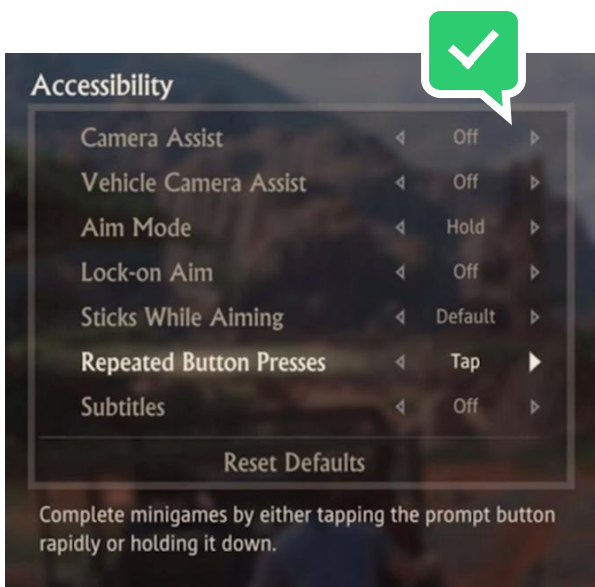 Accessibility
Camera Assist Off
Vehicle Camera Assist Off
Aim Mode Hold
Lock-on Aim Off
Sticks While Aiming Default
Repeated Button Presses Tap
Subtitles Off
Reset Defaults
Complete minigames by either tapping the prompt button
rapidly or holding it down.